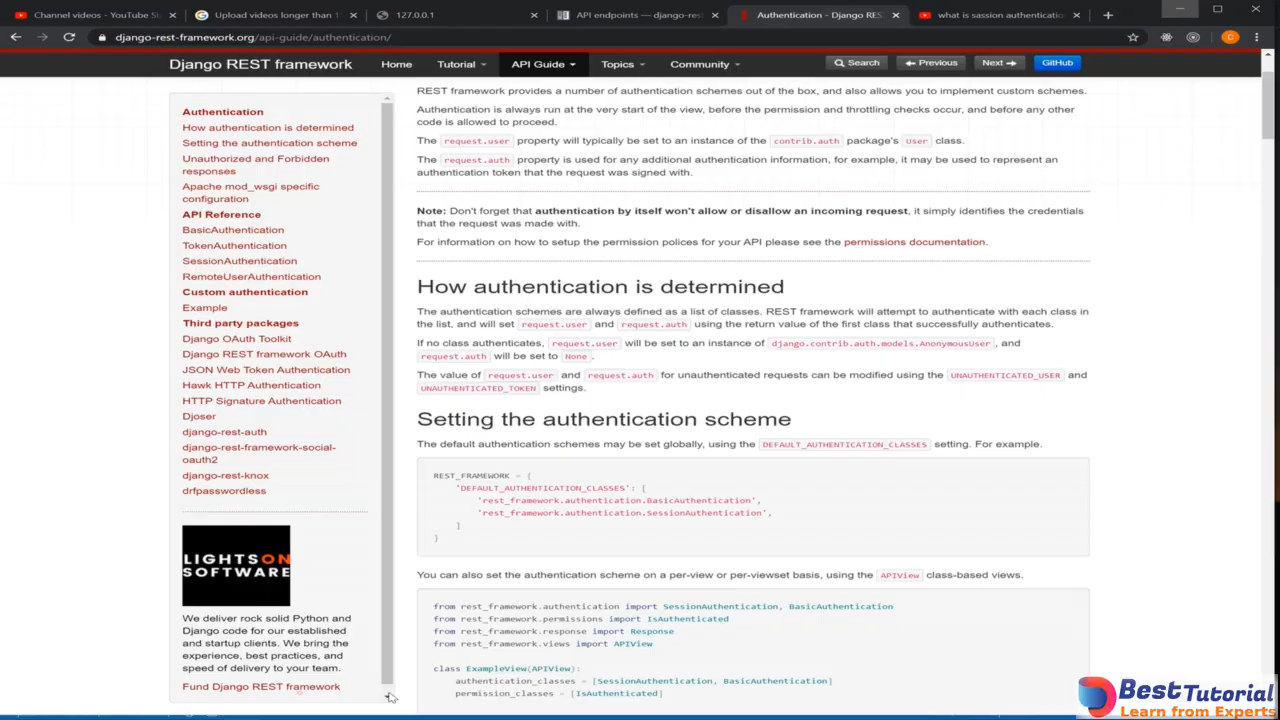 Channel videos - YouTube St
Upload videos longer than 1
127.0.0.1
API endpoints — django-res
Authentication - Django RES
what is sassion authenticatio
django-rest-framework.org/api-guide/authentication/
C
Django REST framework
Home
Tutorial
API Guide
Topics
Community
Search
Previous
Next
GitHub
Authentication
How authentication is determined
Setting the authentication scheme
Unauthorized and Forbidden
responses
Apache mod_wsgi specific
configuration
API Reference
BasicAuthentication
TokenAuthentication
SessionAuthentication
RemoteUserAuthentication
Custom authentication
Example
Third party packages
Django OAuth Toolkit
Django REST framework OAuth
JSON Web Token Authentication
Hawk HTTP Authentication
HTTP Signature Authentication
Djoser
django-rest-auth
django-rest-framework-social-
oauth2
django-rest-knox
drfpasswordless
LIGHTSON
SOFTWARE
We deliver rock solid Python and
Django code for our established
and startup clients. We bring the
experience, best practices, and
speed of delivery to your team.
Fund Django REST framework
REST framework provides a number of authentication schemes out of the box, and also allows you to implement custom schemes.
Authentication is always run at the very start of the view, before the permission and throttling checks occur, and before any other
code is allowed to proceed.
The request.user property will typically be set to an instance of the contrib.auth package's User class.
The request.auth property is used for any additional authentication information, for example, it may be used to represent an
authentication token that the request was signed with.
Note: Don't forget that authentication by itself won't allow or disallow an incoming request, it simply identifies the credentials
that the request was made with.
For information on how to setup the permission polices for your API please see the permissions documentation.
How authentication is determined
The authentication schemes are always defined as a list of classes. REST framework will attempt to authenticate with each class in
the list, and will set request.user and request.auth using the return value of the first class that successfully authenticates.
If no class authenticates, request.user will be set to an instance of django.contrib.auth.models.AnonymousUser, and
request.auth will be set to None.
The value of request.user and request.auth for unauthenticated requests can be modified using the UNAUTHENTICATED_USER and
UNAUTHENTICATED_TOKEN settings.
Setting the authentication scheme
The default authentication schemes may be set globally, using the DEFAULT_AUTHENTICATION_CLASSES setting. For example.
REST_FRAMEWORK = {
'DEFAULT_AUTHENTICATION_CLASSES': [
'rest_framework.authentication.BasicAuthentication',
'rest_framework.authentication.SessionAuthentication',
]
}
You can also set the authentication scheme on a per-view or per-viewset basis, using the APIView class-based views.
from rest_framework.authentication import SessionAuthentication, BasicAuthentication
from rest_framework.permissions import IsAuthenticated
from rest_framework.response import Response
from rest_framework.views import APIView
class ExampleView(APIView):
authentication_classes = [SessionAuthentication, BasicAuthentication]
permission_classes = [IsAuthenticated]
BestTutorial
Learn from Experts